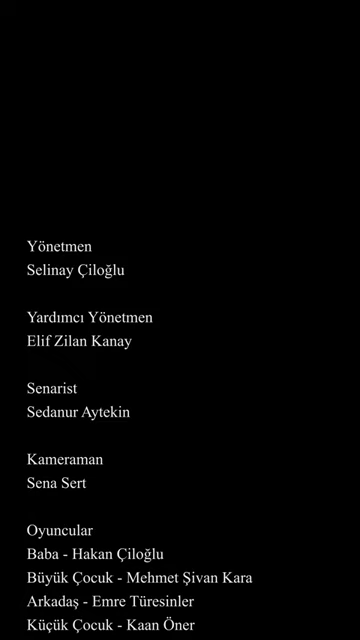 Yönetmen
Selinay Çiloğlu
Yardımcı Yönetmen
Elif Zilan Kanay
Senarist
Sedanur Aytekin
Kameraman
Sena Sert
Oyuncular
Baba - Hakan Çiloğlu
Büyük Çocuk - Mehmet Şivan Kara
Arkadaş - Emre Türesinler
Küçük Çocuk - Kaan Öner